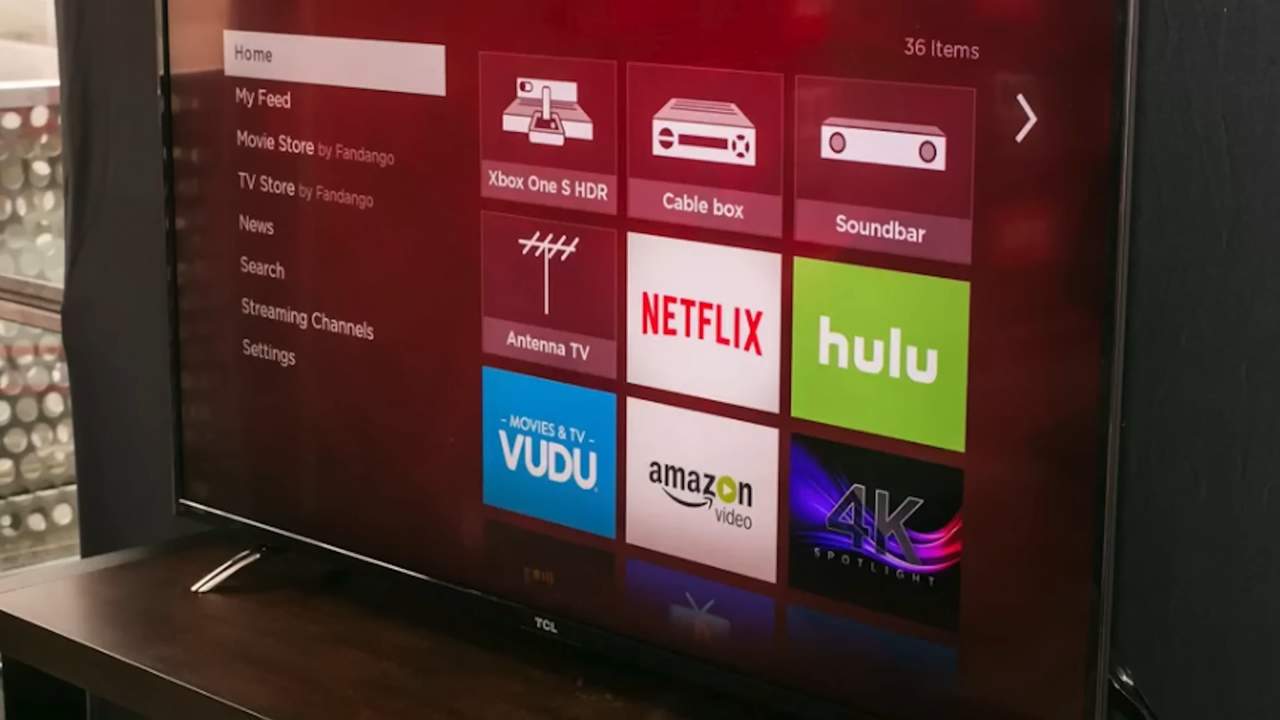 Home
My Feed
Movie Store by Fandango
TV Store by Fandango
News
Search
Streaming Channels
Settings
36 Items
Xbox One S HDR
Cable box
Soundbar
Antenna TV
NETFLIX
hulu
- MOVIES & TV -
VUDU
amazon
video
4K
SPOTLIGHT
TCL